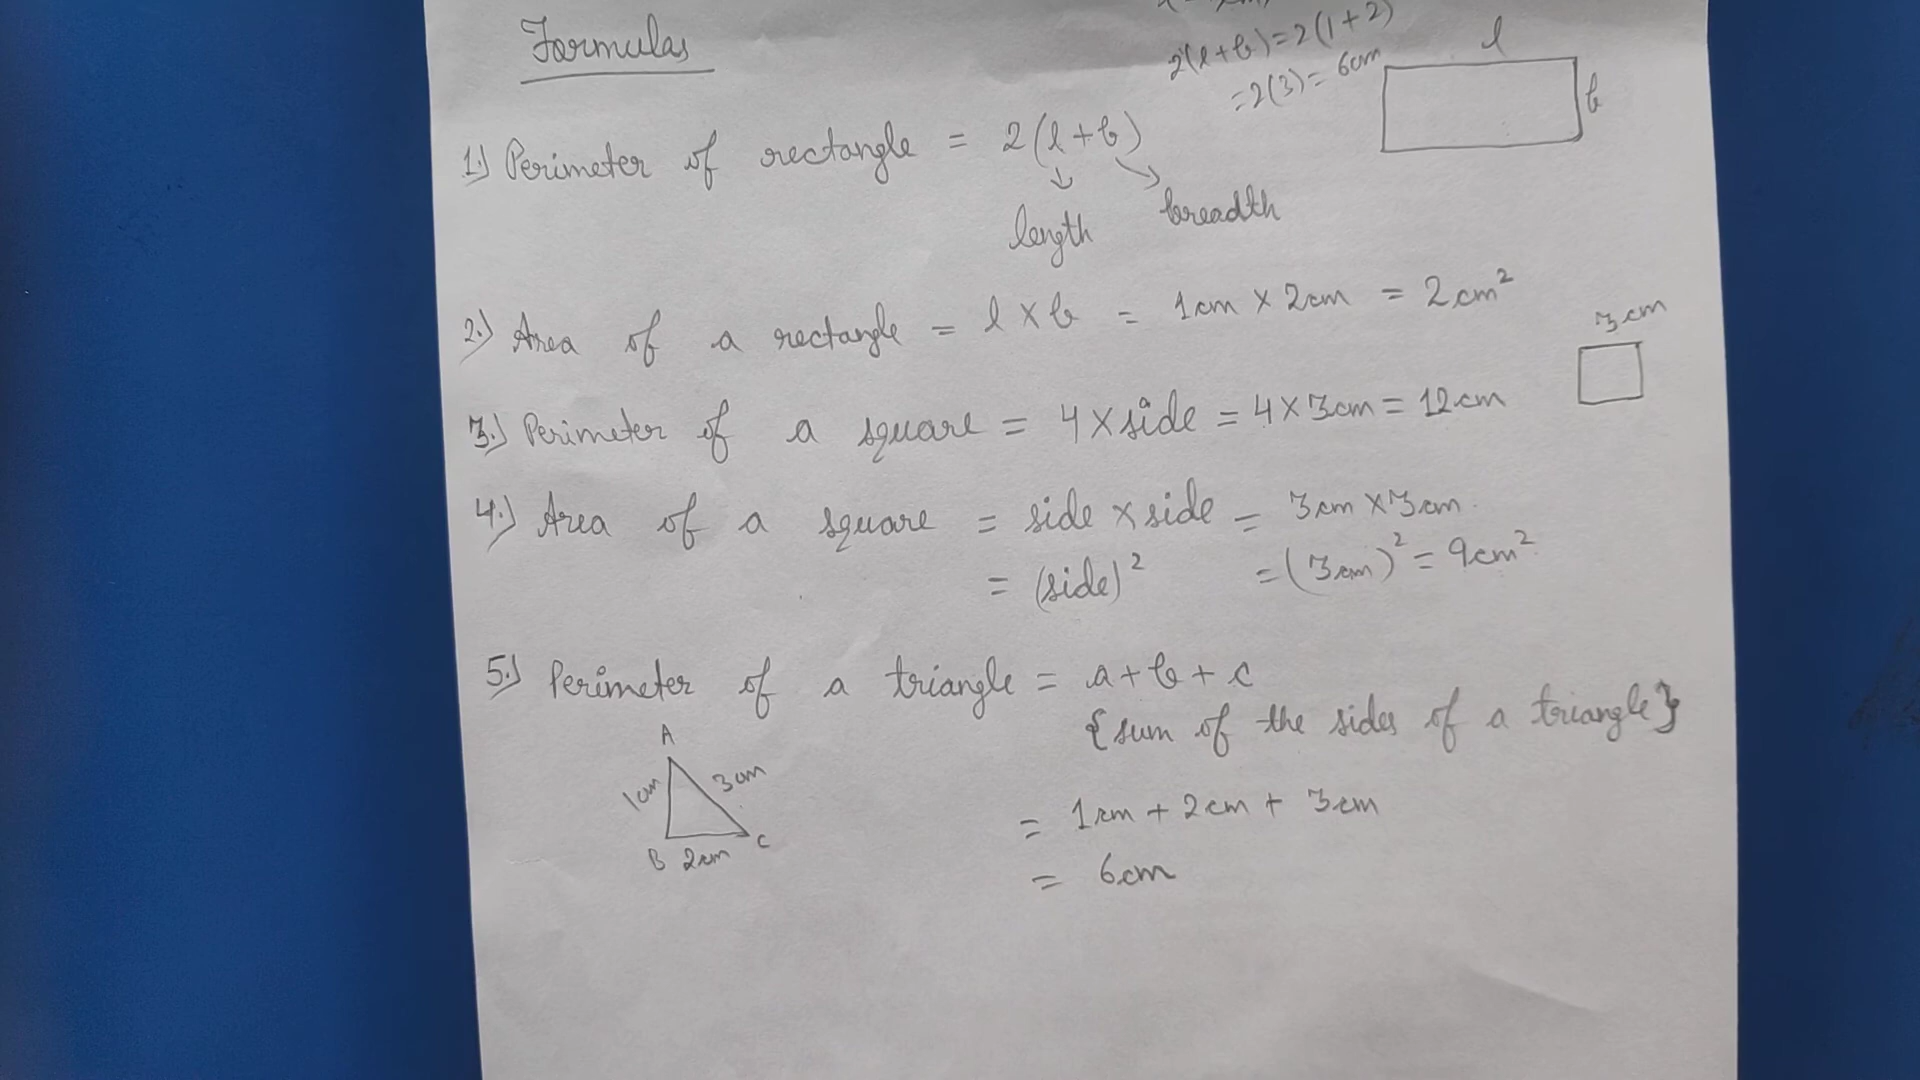 Formulas
2(l+b)=2(1+2)
=2(3)= 6cm
l
b
1.) Perimeter of rectangle = 2(l+b)
length breadth
2.) Area of a rectangle = l × b = 1cm × 2cm = 2cm²
3cm
3.) Perimeter of a square = 4 × side = 4 × 3cm = 12cm
4.) Area of a square = side × side = 3cm × 3cm
= (side)² = (3cm)² = 9cm²
5.) Perimeter of a triangle = a + b + c
{sum of the sides of a triangle}
A
1cm 3cm
B 2cm C
= 1cm + 2cm + 3cm
= 6cm